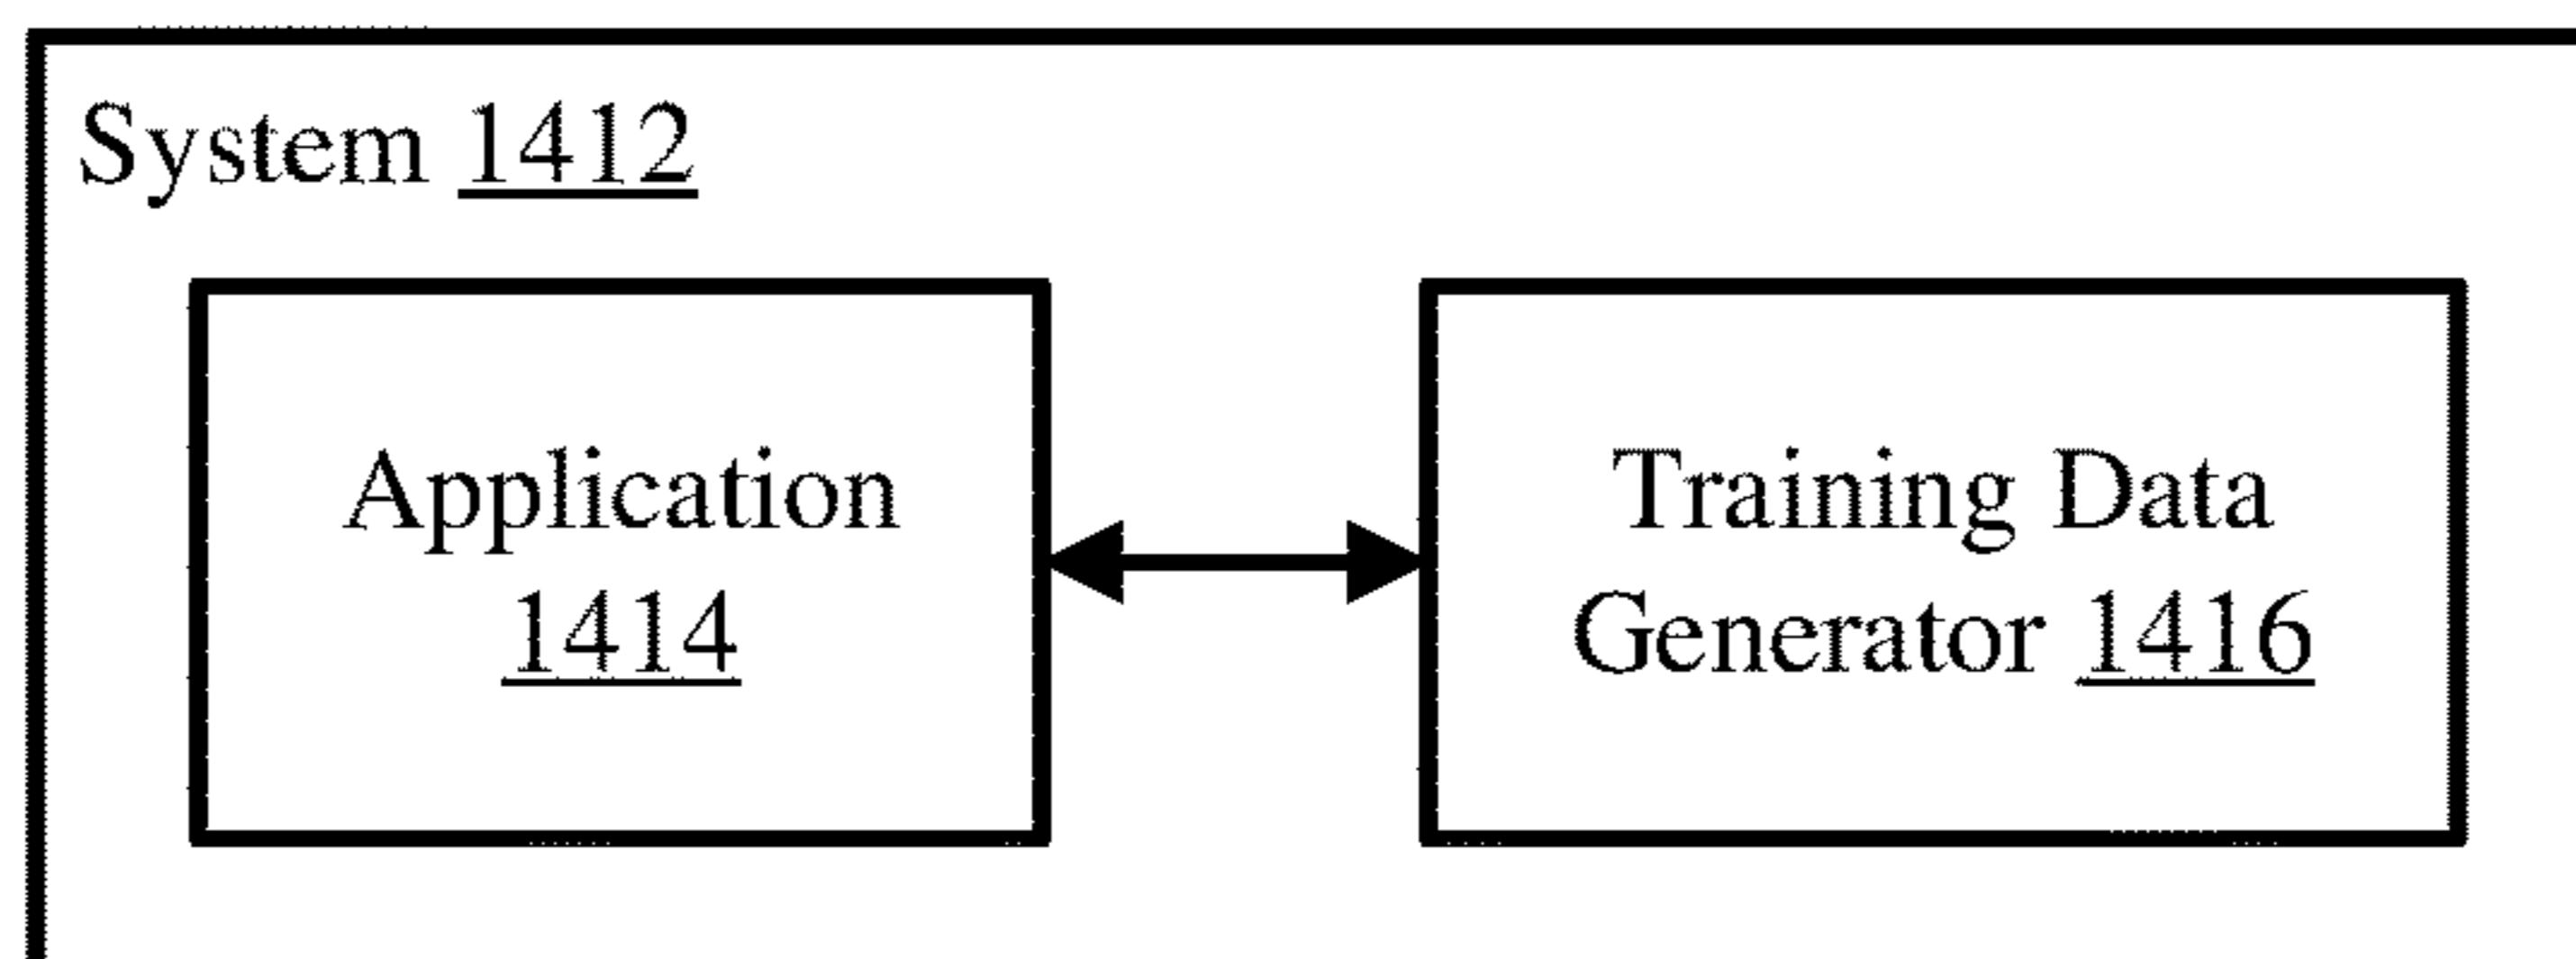 System 1412
Application
1414
Training Data
Generator 1416